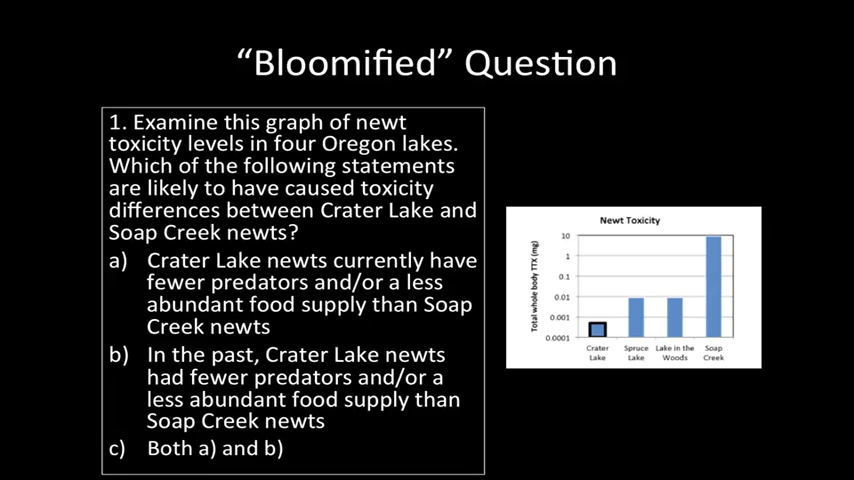 “Bloomified” Question
1. Examine this graph of newt
toxicity levels in four Oregon lakes.
Which of the following statements
are likely to have caused toxicity
differences between Crater Lake and
Soap Creek newts?
a) Crater Lake newts currently have
fewer predators and/or a less
abundant food supply than Soap
Creek newts
b) In the past, Crater Lake newts
had fewer predators and/or a
less abundant food supply than
Soap Creek newts
c) Both a) and b)
Newt Toxicity
Total whole body TTX (mg)
10
1
0.1
0.01
0.001
0.0001
Crater Spruce Lake in the Soap
Lake Lake Woods Creek